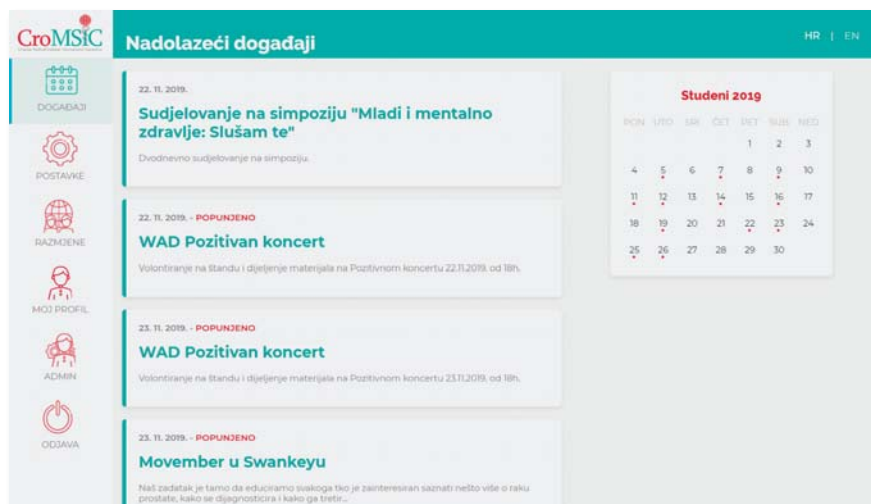 CroMSIC
Nadolazeći događaji
HR | EN
DOGAĐAJI
POSTAVKE
RAZMJENE
MOJ PROFIL
ADMIN
ODJAVA
22. 11. 2019.
Sudjelovanje na simpoziju "Mladi i mentalno
zdravlje: Slušam te"
Dvodnevno sudjelovanje na simpoziju.
22. 11. 2019. - POPUNJENO
WAD Pozitivan koncert
Volontiranje na štandu i dijeljenje materijala na Pozitivnom koncertu 22.11.2019. od 18h.
23. 11. 2019. - POPUNJENO
WAD Pozitivan koncert
Volontiranje na štandu i dijeljenje materijala na Pozitivnom koncertu 23.11.2019. od 18h.
23. 11. 2019. - POPUNJENO
Movember u Swankeyu
Naš zadatak je tamo da educiramo svakoga tko je zainteresiran saznati nešto više o raku
prostate, kako se dijagnosticira i kako ga tretir...
Studeni 2019
PON UTO SRI ČET PET SUB NED
1 2 3
4 5 6 7 8 9 10
11 12 13 14 15 16 17
18 19 20 21 22 23 24
25 26 27 28 29 30